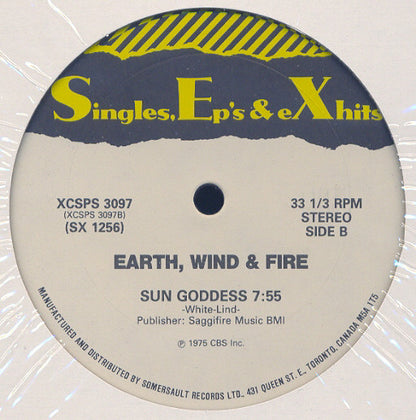 Singles, Ep's & eXhits
XCSPS 3097
(XCSPS 3097B)
(SX 1256)
33 1/3 RPM
STEREO
SIDE B
EARTH, WIND & FIRE
SUN GODDESS 7:55
-White-Lind-
Publisher: Saggifire Music BMI
℗ 1975 CBS Inc.
MANUFACTURED AND DISTRIBUTED BY SOMERSAULT RECORDS LTD., 431 QUEEN ST. E., TORONTO, CANADA M5A 1T5